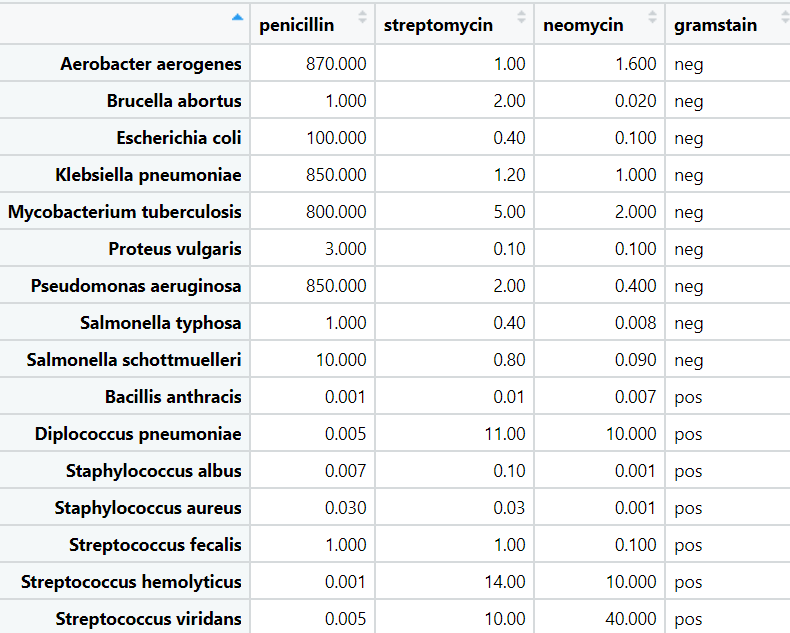 penicillin streptomycin neomycin gramstain
Aerobacter aerogenes 870.000 1.00 1.600 neg
Brucella abortus 1.000 2.00 0.020 neg
Escherichia coli 100.000 0.40 0.100 neg
Klebsiella pneumoniae 850.000 1.20 1.000 neg
Mycobacterium tuberculosis 800.000 5.00 2.000 neg
Proteus vulgaris 3.000 0.10 0.100 neg
Pseudomonas aeruginosa 850.000 2.00 0.400 neg
Salmonella typhosa 1.000 0.40 0.008 neg
Salmonella schottmuelleri 10.000 0.80 0.090 neg
Bacillis anthracis 0.001 0.01 0.007 pos
Diplococcus pneumoniae 0.005 11.00 10.000 pos
Staphylococcus albus 0.007 0.10 0.001 pos
Staphylococcus aureus 0.030 0.03 0.001 pos
Streptococcus fecalis 1.000 1.00 0.100 pos
Streptococcus hemolyticus 0.001 14.00 10.000 pos
Streptococcus viridans 0.005 10.00 40.000 pos